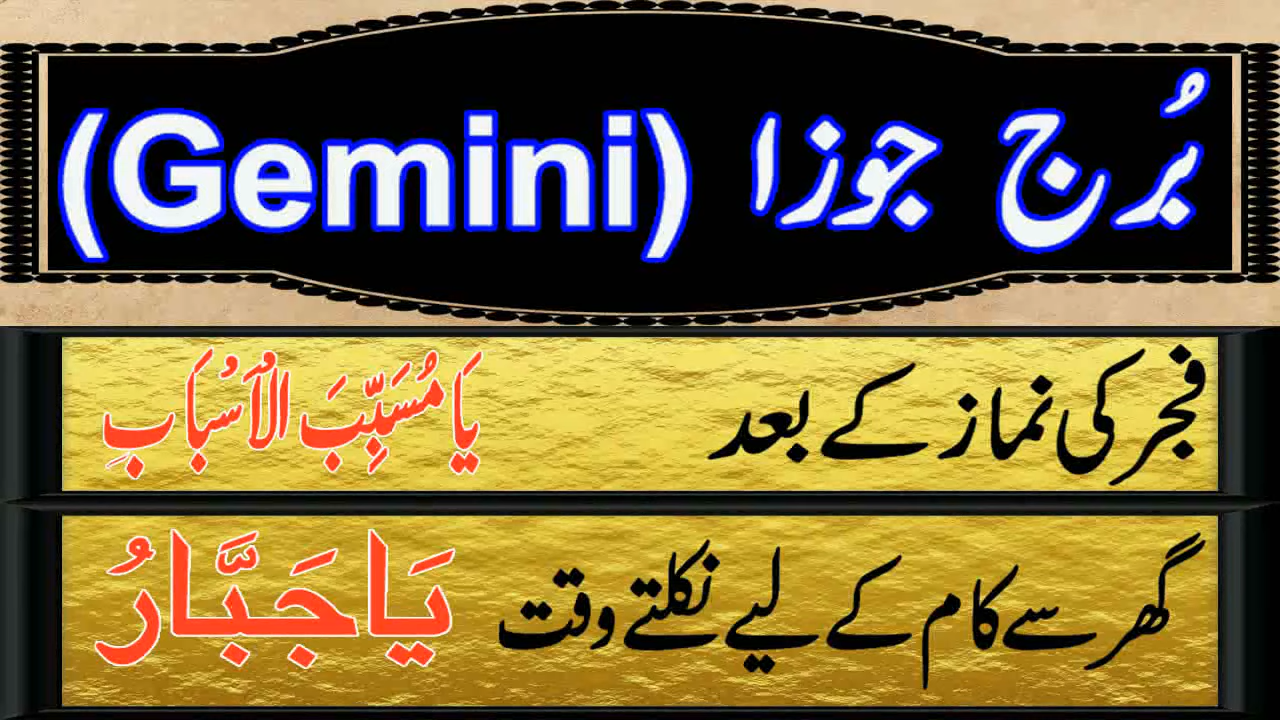 بُرج جوزا (Gemini)
فجر کی نماز کے بعد يَا مُسَبِّبَ الْاَسْبَابِ
گھر سے کام کے لیے نکلتے وقت يَاجَبَّارُ